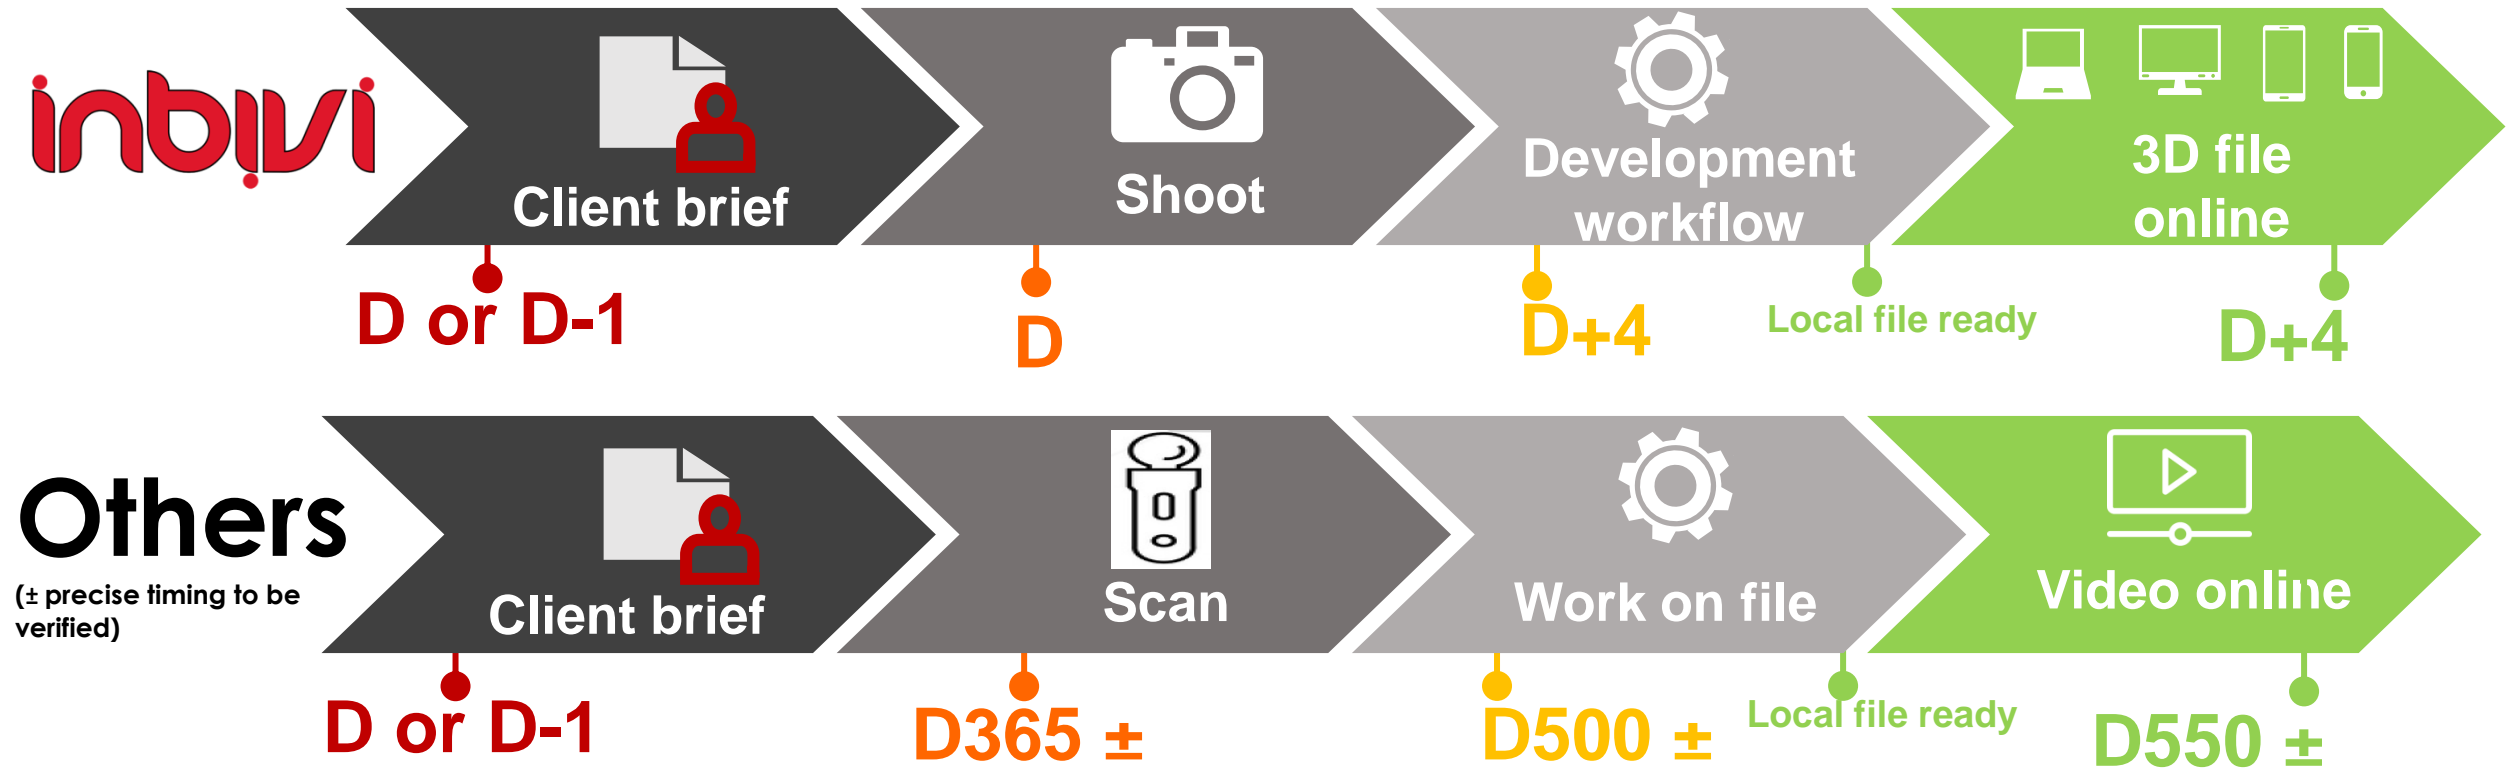 inbivi
Client brief
Shoot
Development
workflow
3D file
online
D or D-1
D
D+4
Local file ready
D+4
Others
(± precise timing to be
verified)
Client brief
Scan
Work on file
Video online
D or D-1
D365 ±
D500 ±
Local file ready
D550 ±